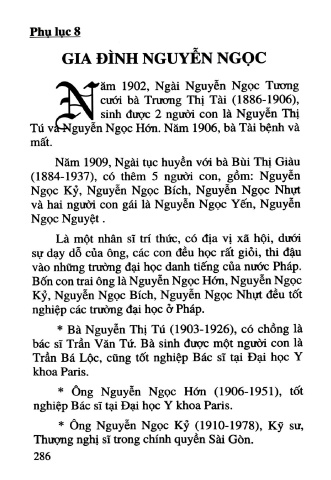 Phụ lục 8
GIA ĐÌNH NGUYỄN NGỌC
Năm 1902, Ngài Nguyễn Ngọc Tương
cưới bà Trương Thị Tài (1886-1906),
sinh được 2 người con là Nguyễn Thị
Tú và Nguyễn Ngọc Hớn. Năm 1906, bà Tài bệnh và
mất.
Năm 1909, Ngài tục huyền với bà Bùi Thị Giàu
(1884-1937), có thêm 5 người con, gồm: Nguyễn
Ngọc Kỷ, Nguyễn Ngọc Bích, Nguyễn Ngọc Nhựt
và hai người con gái là Nguyễn Ngọc Yến, Nguyễn
Ngọc Nguyệt .
Là một nhân sĩ trí thức, có địa vị xã hội, dưới
sự dạy dỗ của ông, các con đều học rất giỏi, thi đậu
vào những trường đại học danh tiếng của nước Pháp.
Bốn con trai ông là Nguyễn Ngọc Hớn, Nguyễn Ngọc
Kỷ, Nguyễn Ngọc Bích, Nguyễn Ngọc Nhựt đều tốt
nghiệp các trường đại học ở Pháp.
* Bà Nguyễn Thị Tú (1903-1926), có chồng là
bác sĩ Trần Văn Tứ. Bà sinh được một người con là
Trần Bá Lộc, cũng tốt nghiệp Bác sĩ tại Đại học Y
khoa Paris.
* Ông Nguyễn Ngọc Hớn (1906-1951), tốt
nghiệp Bác sĩ tại Đại học Y khoa Paris.
* Ông Nguyễn Ngọc Kỷ (1910-1978), Kỹ sư,
Thượng nghị sĩ trong chính quyền Sài Gòn.
286